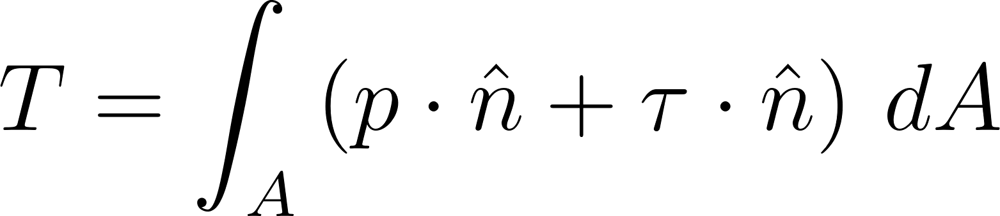 T = ∫_A (p · n̂ + τ · n̂) dA